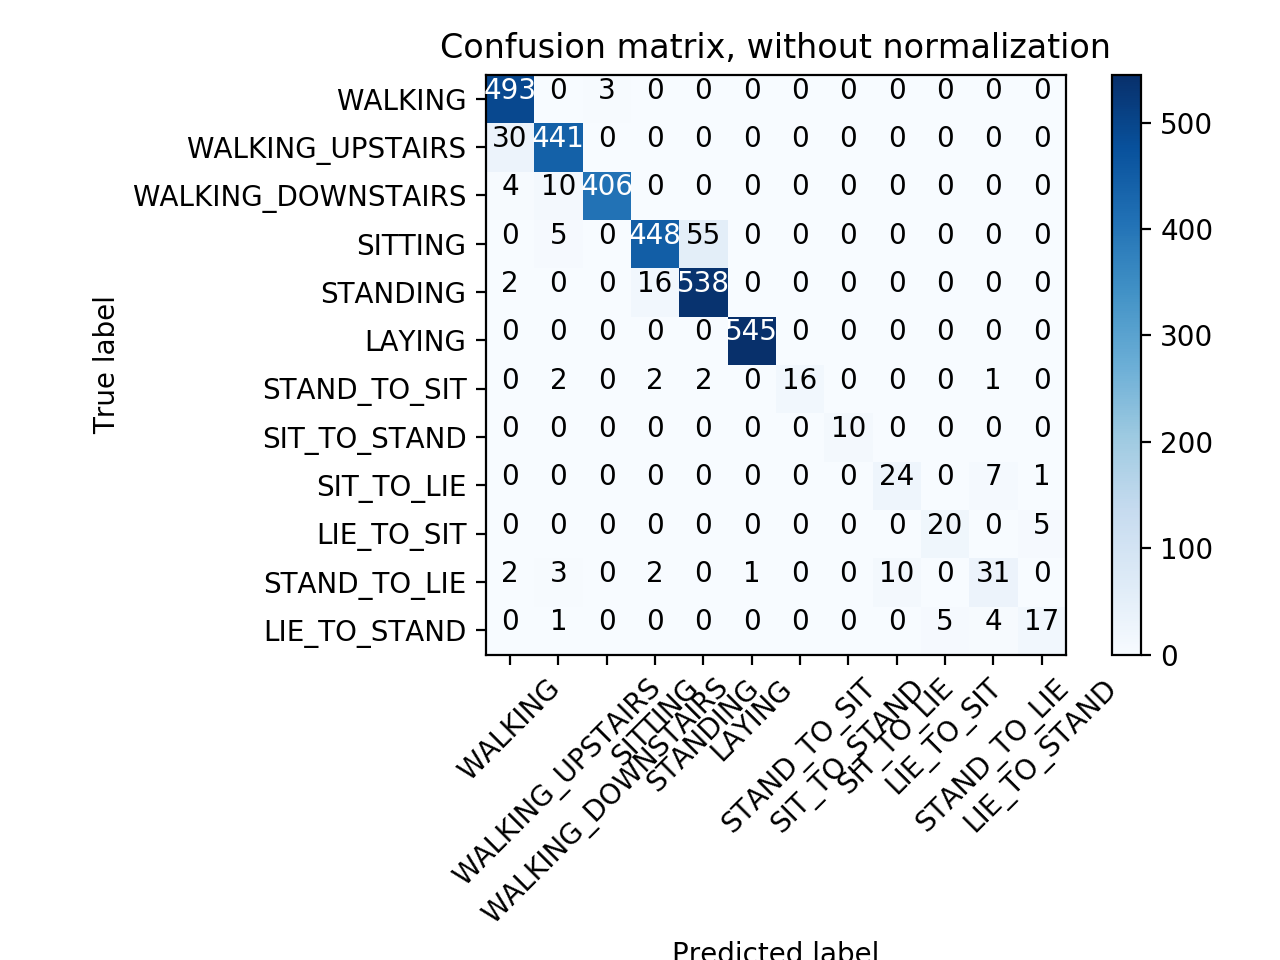 Confusion matrix, without normalization
WALKING 493 0 3 0 0 0 0 0 0 0 0 0
WALKING_UPSTAIRS 30 441 0 0 0 0 0 0 0 0 0 0
WALKING_DOWNSTAIRS 4 10 406 0 0 0 0 0 0 0 0 0
SITTING 0 5 0 448 55 0 0 0 0 0 0 0
STANDING 2 0 0 16 538 0 0 0 0 0 0 0
LAYING 0 0 0 0 0 545 0 0 0 0 0 0
STAND_TO_SIT 0 2 0 2 2 0 16 0 0 0 1 0
SIT_TO_STAND 0 0 0 0 0 0 0 10 0 0 0 0
SIT_TO_LIE 0 0 0 0 0 0 0 0 24 0 7 1
LIE_TO_SIT 0 0 0 0 0 0 0 0 0 20 0 5
STAND_TO_LIE 2 3 0 2 0 1 0 0 10 0 31 0
LIE_TO_STAND 0 1 0 0 0 0 0 0 0 5 4 17
True label
WALKING
WALKING_UPSTAIRS
WALKING_DOWNSTAIRS
SITTING
STANDING
LAYING
STAND_TO_SIT
SIT_TO_STAND
SIT_TO_LIE
LIE_TO_SIT
STAND_TO_LIE
LIE_TO_STAND
Predicted label
500
400
300
200
100
0